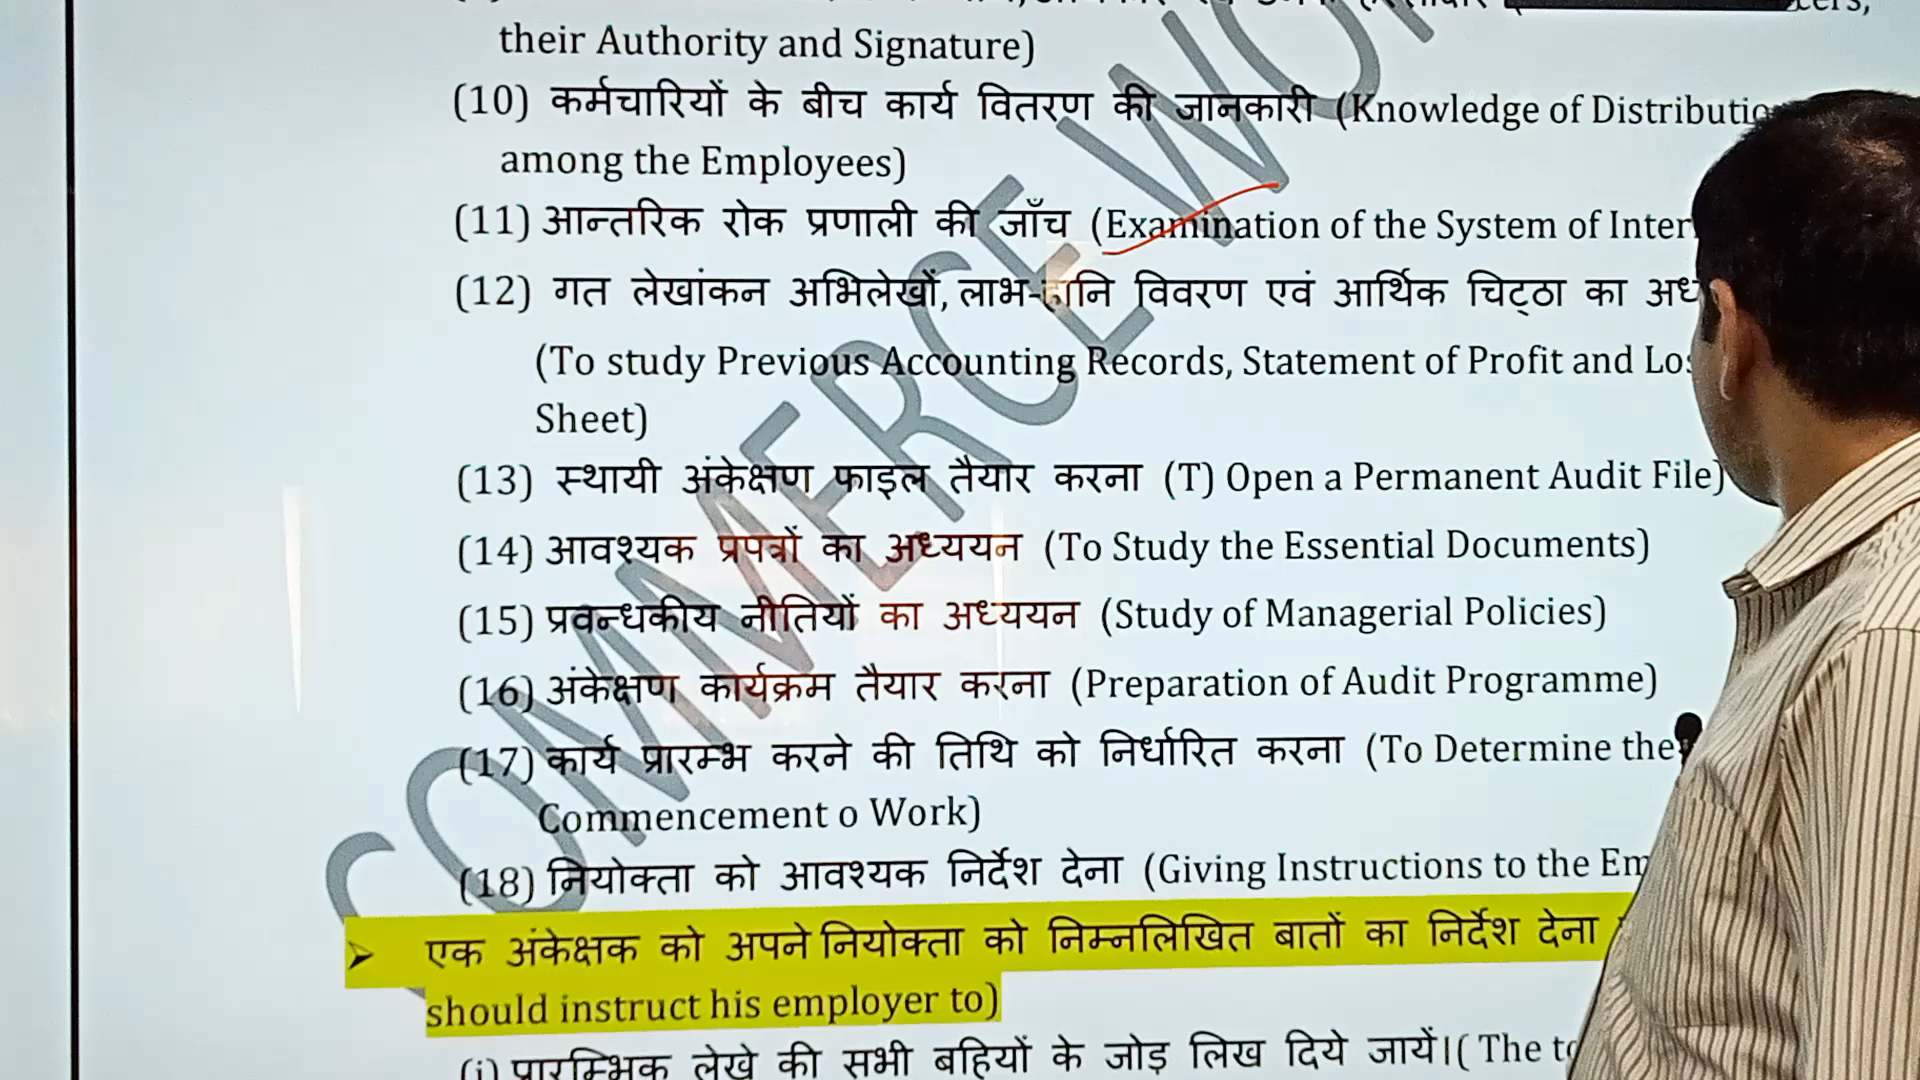 their Authority and Signature)
(10) कर्मचारियों के बीच कार्य वितरण की जानकारी (Knowledge of
among the Employees)
(11) आन्तरिक रोक प्रणाली की जाँच (Examination of the System of
(12) गत लेखांकन अभिलेखों, लाभ-हानि विवरण एवं आर्थिक चिट्ठा का
(To study Previous Accounting Records, Statement of Profit and
Sheet)
(13) स्थायी अंकेक्षण फाइल तैयार करना (T) Open a Permanent Audit File)
(14) आवश्यक प्रपत्रों का अध्ययन (To Study the Essential Documents)
(15) प्रवन्धकीय नीतियों का अध्ययन (Study of Managerial Policies)
(16) अंकेक्षण कार्यक्रम तैयार करना (Preparation of Audit Programme)
(17) कार्य प्रारम्भ करने की तिथि को निर्धारित करना (To Determine the
Commencement o Work)
(18) नियोक्ता को आवश्यक निर्देश देना (Giving Instructions to the
➢ एक अंकेक्षक को अपने नियोक्ता को निम्नलिखित बातों का निर्देश देना
should instruct his employer to)
(i) प्रारम्भिक लेखे की सभी बहियों के जोड़ लिख दिये जायें।( The
COMMERCE